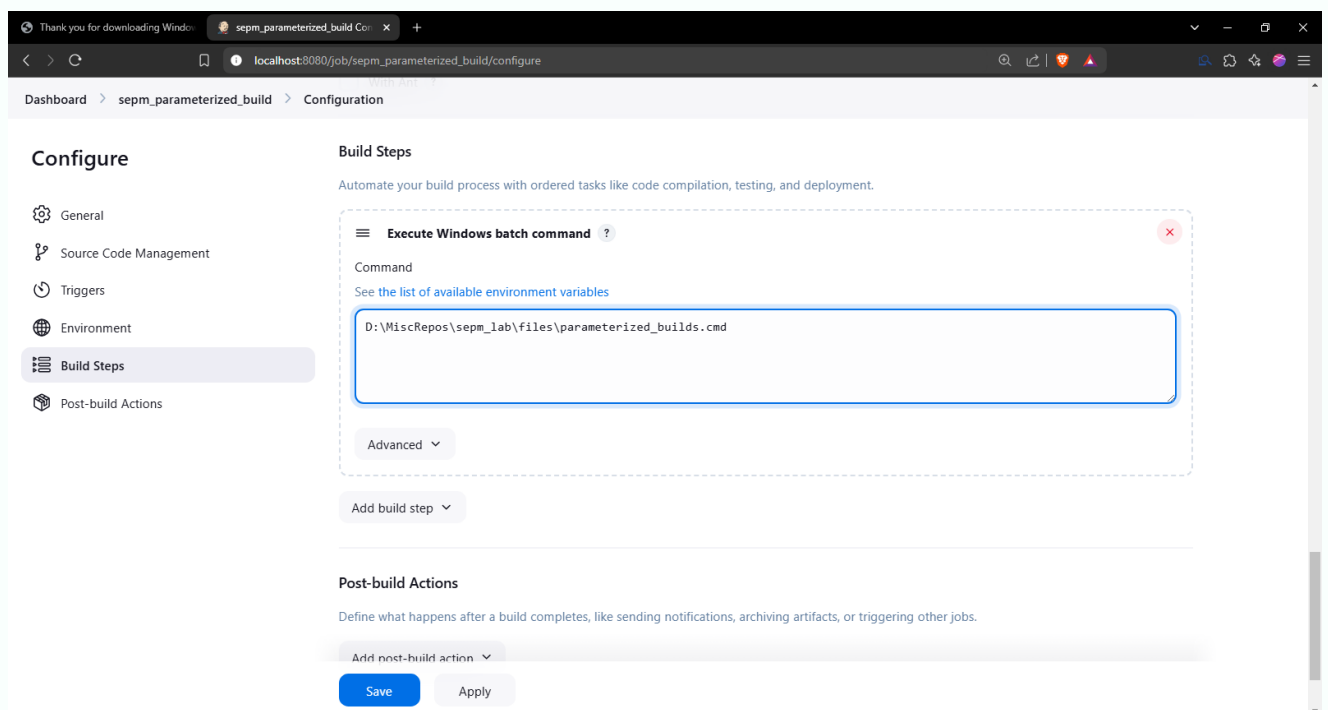 Thank you for downloading Window
sepm_parameterized_build Con
localhost:8080/job/sepm_parameterized_build/configure
With Ant ?
Dashboard > sepm_parameterized_build > Configuration
Configure
General
Source Code Management
Triggers
Environment
Build Steps
Post-build Actions
Build Steps
Automate your build process with ordered tasks like code compilation, testing, and deployment.
Execute Windows batch command ?
Command
See the list of available environment variables
D:\MiscRepos\sepm_lab\files\parameterized_builds.cmd
Advanced
Add build step
Post-build Actions
Define what happens after a build completes, like sending notifications, archiving artifacts, or triggering other jobs.
Add post-build action
Save Apply